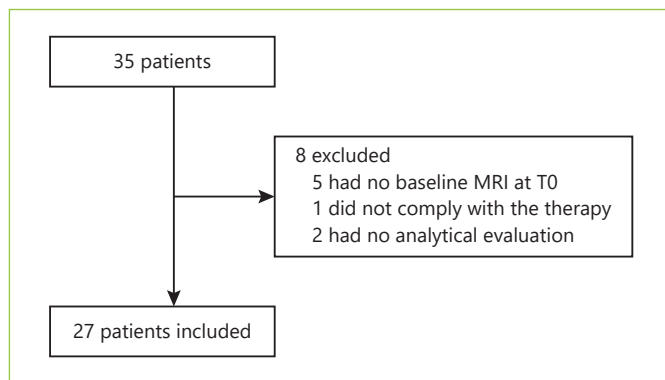 35 patients
8 excluded
5 had no baseline MRI at T0
1 did not comply with the therapy
2 had no analytical evaluation
27 patients included